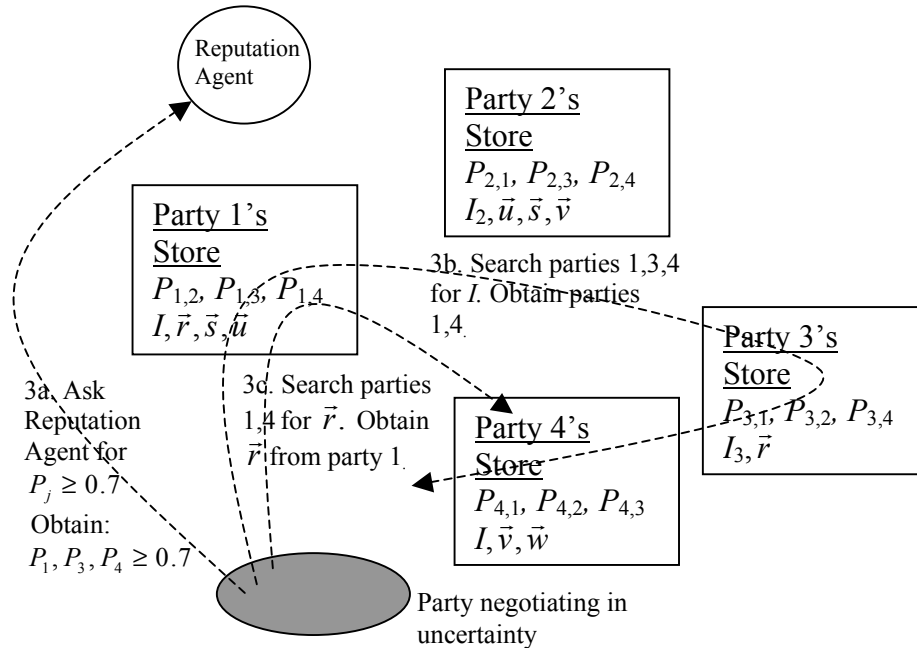 Reputation
Agent
Party 2's
Store
P₂,₁, P₂,₃, P₂,₄
I₂, u⃗, s⃗, v⃗
Party 1's
Store
P₁,₂, P₁,₃, P₁,₄
I, r⃗, s⃗, u⃗
3b. Search parties 1,3,4
for I. Obtain parties
1,4.
Party 3's
Store
P₃,₁, P₃,₂, P₃,₄
I₃, r⃗
3a. Ask
Reputation
Agent for
Pⱼ ≥ 0.7
Obtain:
P₁, P₃, P₄ ≥ 0.7
3c. Search parties
1,4 for r⃗. Obtain
r⃗ from party 1.
Party 4's
Store
P₄,₁, P₄,₂, P₄,₃
I, v⃗, w⃗
Party negotiating in
uncertainty